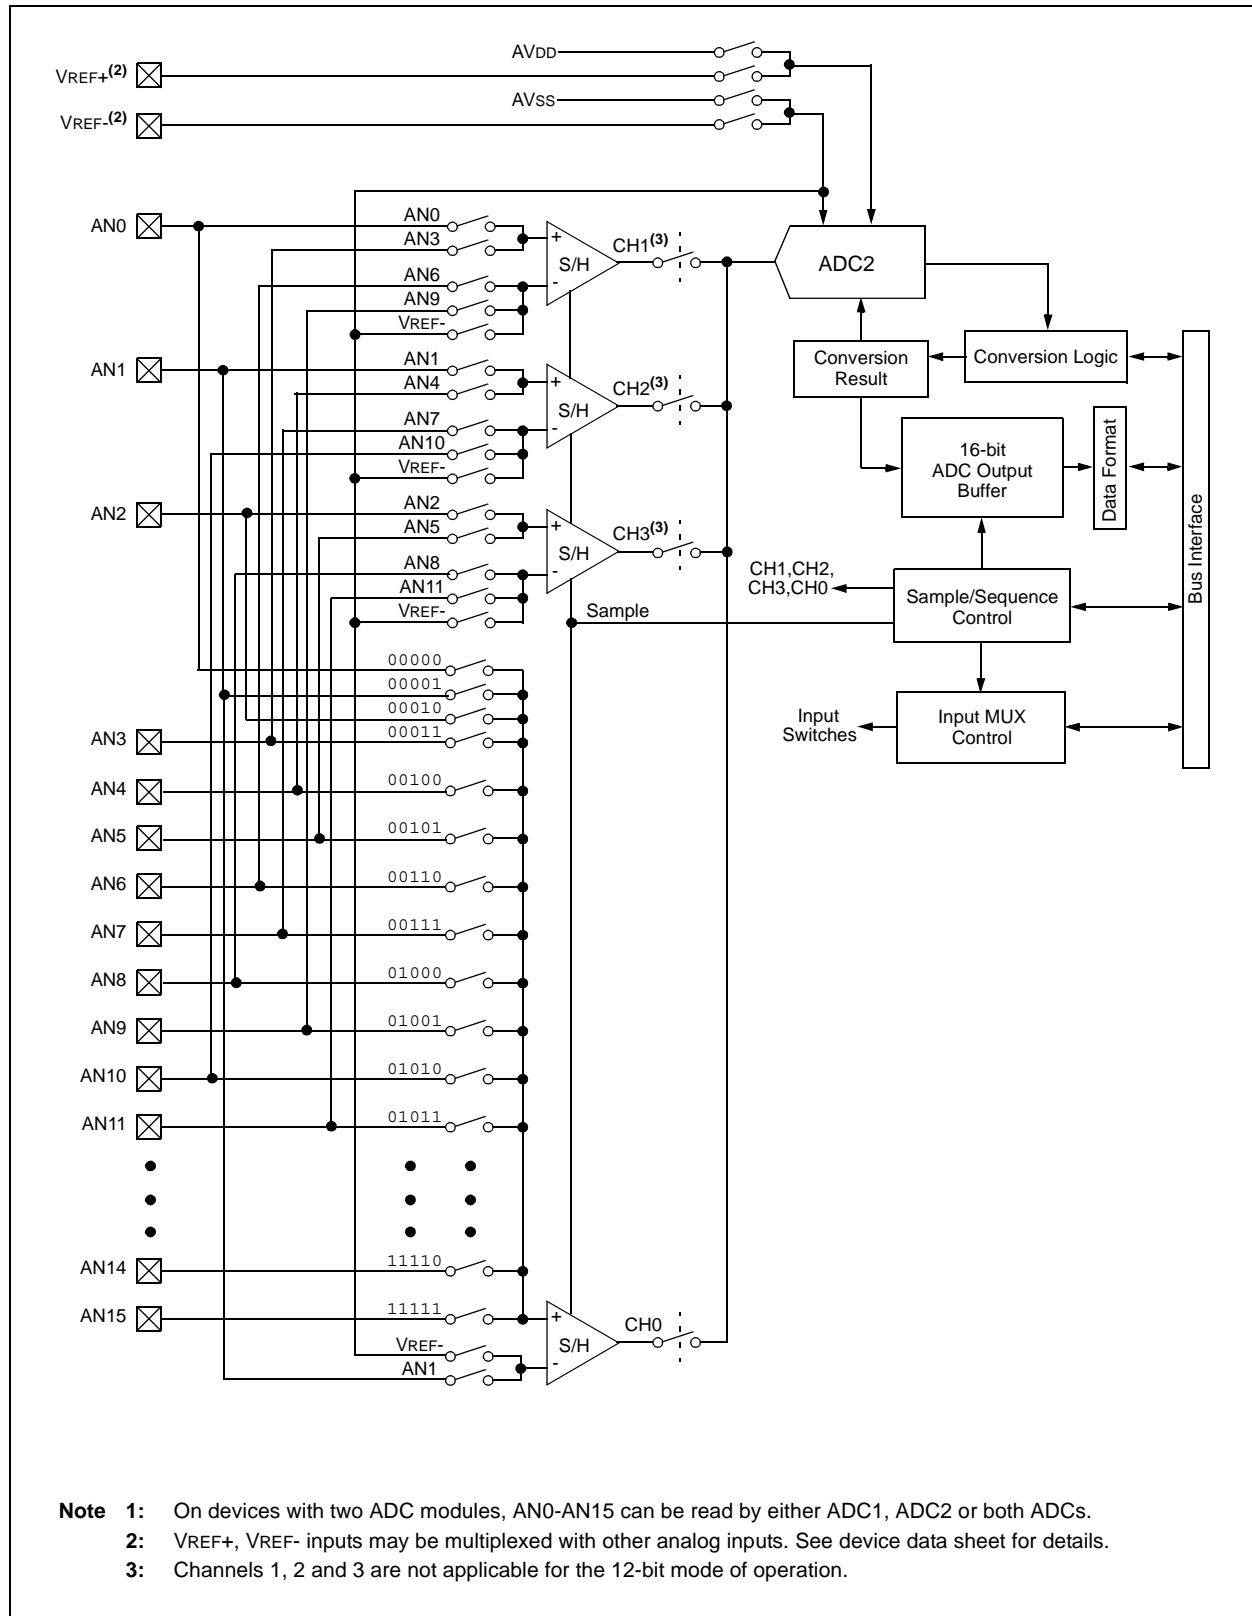 AVDD
VREF+(2)
AVSS
VREF-(2)
AN0
AN0
AN3
CH1(3)
+
S/H
-
ADC2
AN6
AN9
VREF-
AN1
AN1
AN4
CH2(3)
+
S/H
-
Conversion
Result
Conversion Logic
AN7
AN10
VREF-
16-bit
ADC Output
Buffer
Data Format
Bus Interface
AN2
AN2
AN5
CH3(3)
+
S/H
-
AN8
AN11
VREF-
CH1,CH2,
CH3,CH0
Sample/Sequence
Control
Sample
00000
00001
00010
AN3
00011
Input
Switches
Input MUX
Control
AN4
00100
AN5
00101
AN6
00110
AN7
00111
AN8
01000
AN9
01001
AN10
01010
AN11
01011
AN14
11110
AN15
11111
+
S/H
-
CH0
VREF-
AN1
Note 1: On devices with two ADC modules, AN0-AN15 can be read by either ADC1, ADC2 or both ADCs.
2: VREF+, VREF- inputs may be multiplexed with other analog inputs. See device data sheet for details.
3: Channels 1, 2 and 3 are not applicable for the 12-bit mode of operation.